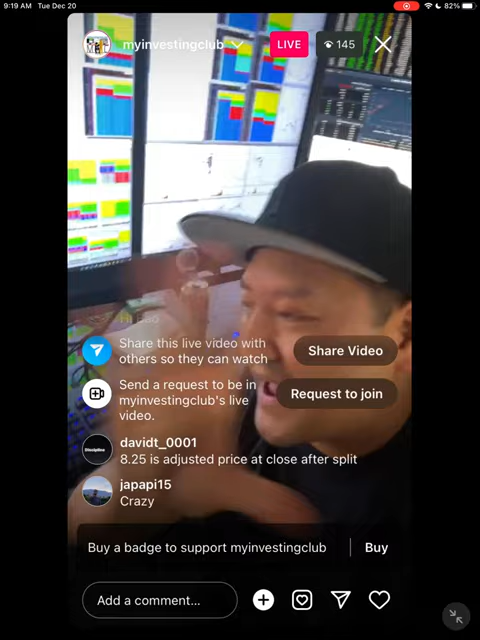 9:19 AM Tue Dec 20
82%
myinvestingclub
LIVE
145
Share this live video with
others so they can watch
Share Video
Send a request to be in
myinvestingclub's live
video.
Request to join
davidt_0001
8.25 is adjusted price at close after split
japapi15
Crazy
Buy a badge to support myinvestingclub
Buy
Add a comment...